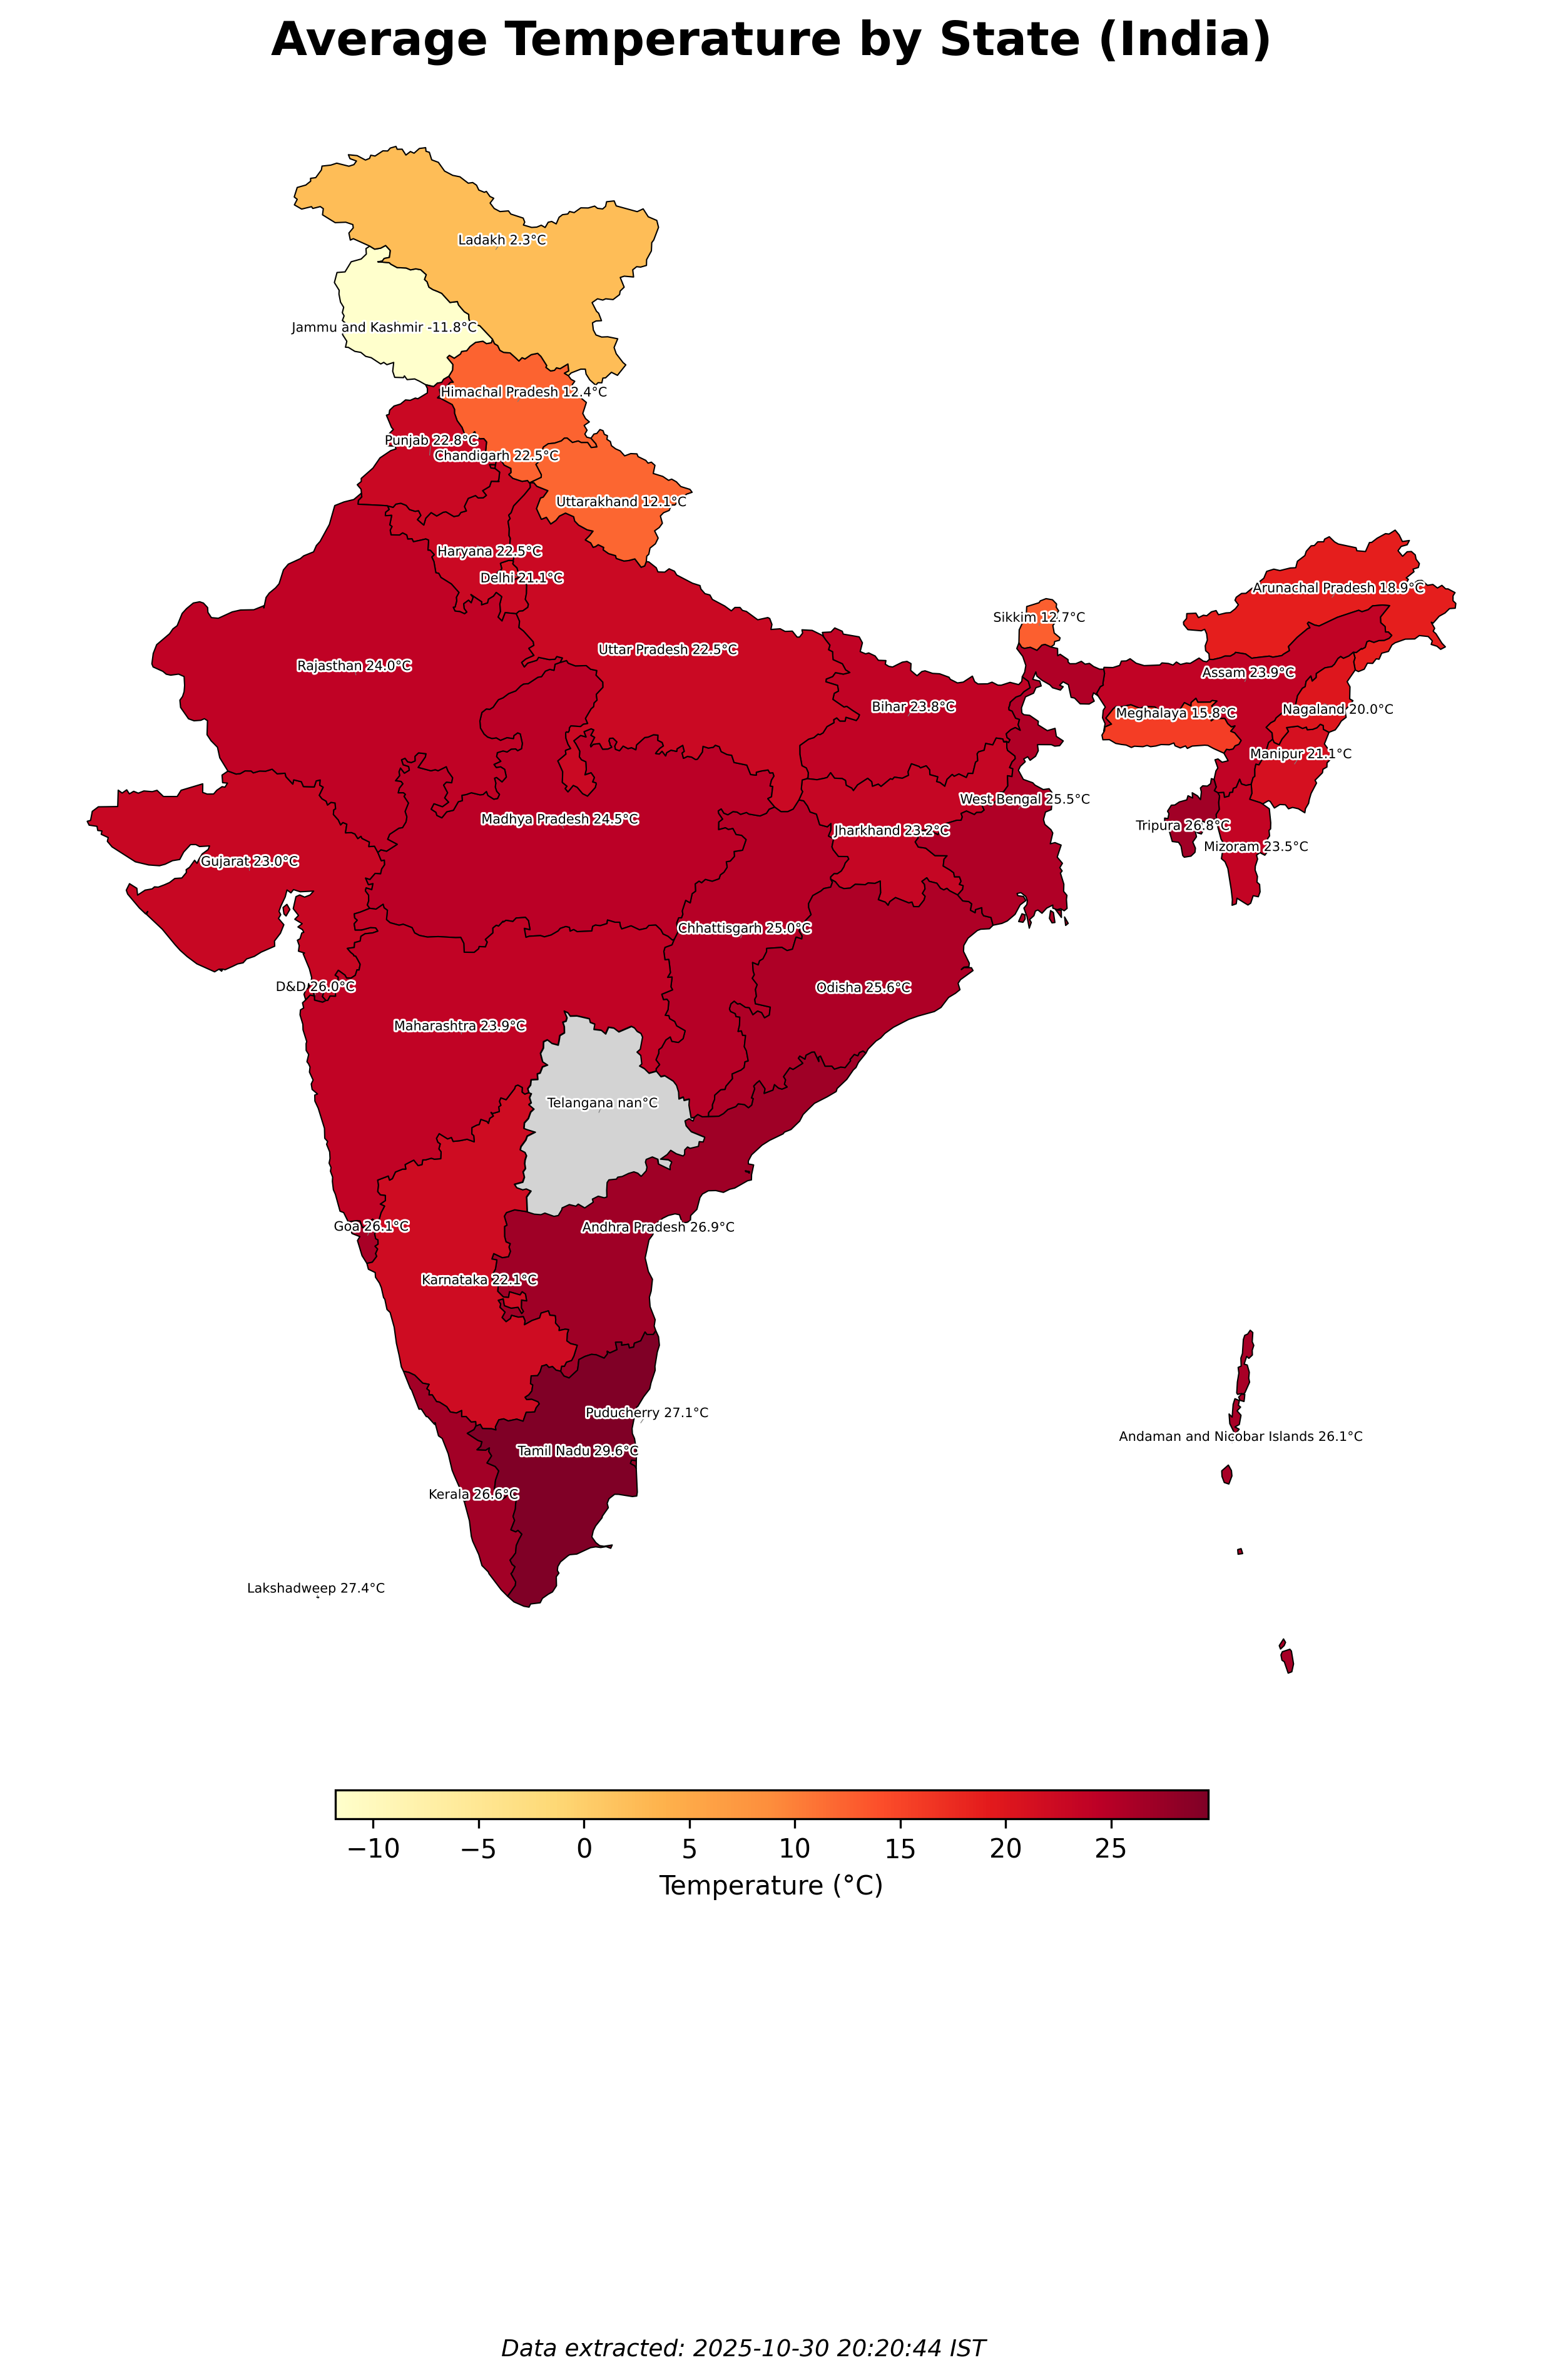 Average Temperature by State (India)
Ladakh 2.3°C
Jammu and Kashmir -11.8°C
Himachal Pradesh 12.4°C
Punjab 22.8°C
Chandigarh 22.5°C
Uttarakhand 12.1°C
Haryana 22.5°C
Delhi 21.1°C
Arunachal Pradesh 18.9°C
Sikkim 12.7°C
Uttar Pradesh 22.5°C
Rajasthan 24.0°C
Assam 23.9°C
Bihar 23.8°C
Meghalaya 15.8°C
Nagaland 20.0°C
Manipur 21.1°C
West Bengal 25.5°C
Madhya Pradesh 24.5°C
Tripura 26.8°C
Jharkhand 23.2°C
Mizoram 23.5°C
Gujarat 23.0°C
Chhattisgarh 25.0°C
D&D 26.0°C
Odisha 25.6°C
Maharashtra 23.9°C
Telangana nan°C
Goa 26.1°C
Andhra Pradesh 26.9°C
Karnataka 22.1°C
Puducherry 27.1°C
Andaman and Nicobar Islands 26.1°C
Tamil Nadu 29.6°C
Kerala 26.6°C
Lakshadweep 27.4°C
−10 −5 0 5 10 15 20 25
Temperature (°C)
Data extracted: 2025-10-30 20:20:44 IST